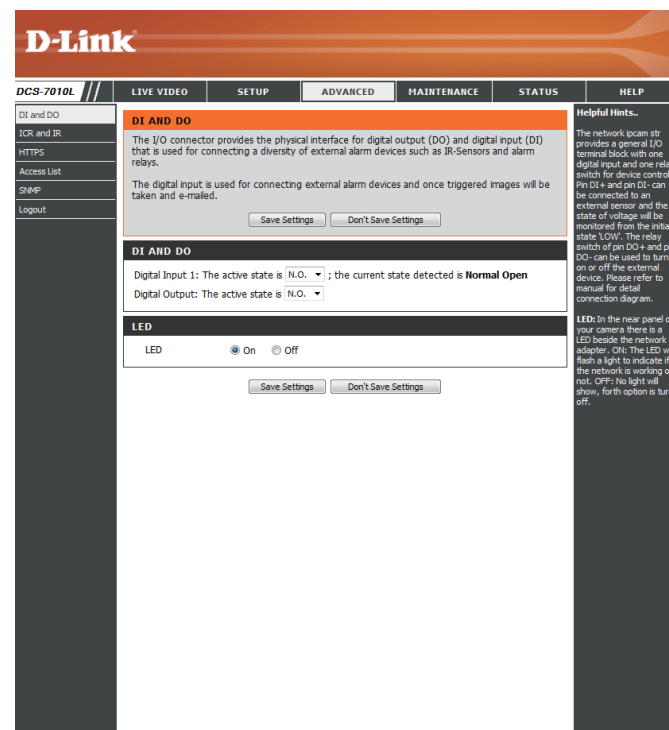 D-Link
DCS-7010L
LIVE VIDEO
SETUP
ADVANCED
MAINTENANCE
STATUS
HELP
DI and DO
ICR and IR
HTTPS
Access List
SNMP
Logout
DI AND DO
The I/O connector provides the physical interface for digital output (DO) and digital input (DI)
that is used for connecting a diversity of external alarm devices such as IR-Sensors and alarm
relays.
The digital input is used for connecting external alarm devices and once triggered images will be
taken and e-mailed.
Save Settings
Don't Save Settings
DI AND DO
Digital Input 1: The active state is N.O. ; the current state detected is Normal Open
Digital Output: The active state is N.O.
LED
LED On Off
Save Settings
Don't Save Settings
Helpful Hints..
The network ipcam str
provides a general I/O
terminal block with one
digital input and one
switch for device control
Pin DI+ and pin DI- can
be connected to an
external sensor and the
state of voltage will be
monitored from the
state 'LOW'. The relay
switch of pin DO+ and
DO- can be used to turn
on or off the external
device. Please refer to
manual for detail
connection diagram.
LED: In the near panel
your camera there is a
LED beside the network
adapter. ON: The LED
flash a light to indicate if
the network is working
not. OFF: No light will
show, forth option is
off.